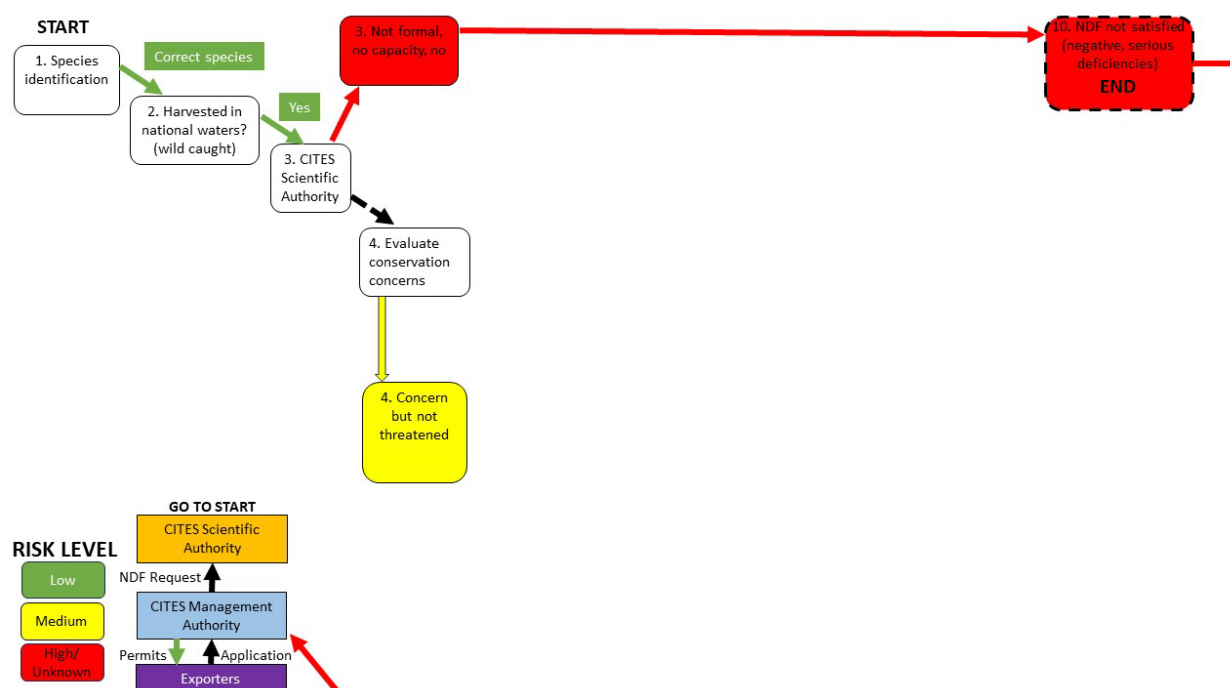 START
1. Species
identification
Correct species
2. Harvested in
national waters?
(wild caught)
Yes
3. CITES
Scientific
Authority
3. Not formal,
no capacity, no
10. NDF not satisfied
(negative, serious
deficiencies)
END
4. Evaluate
conservation
concerns
4. Concern
but not
threatened
GO TO START
CITES Scientific
Authority
NDF Request
CITES Management
Authority
Permits
Application
Exporters
RISK LEVEL
Low
Medium
High/
Unknown